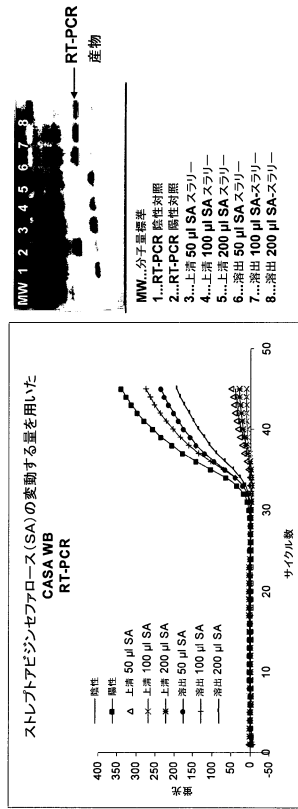 ストレプトアビジンセファロース(SA)の変動する量を用いた
CASA WB
RT-PCR
400
350
300
250
200
150
100
50
0
-50
蛍光
0
10
20
30
40
50
サイクル数
陰性
陽性
上清 50 µl SA
上清 100 µl SA
上清 200 µl SA
溶出 50 µl SA
溶出 100 µl SA
溶出 200 µl SA
MW 1 2 3 4 5 6 7 8
RT-PCR
産物
MW...分子量標準
1...RT-PCR 陰性対照
2...RT-PCR 陽性対照
3...上清 50 µl SA スラリー
4...上清 100 µl SA スラリー
5...上清 200 µl SA スラリー
6...溶出 50 µl SA スラリー
7...溶出 100 µl SA-スラリー
8...溶出 200 µl SA-スラリー